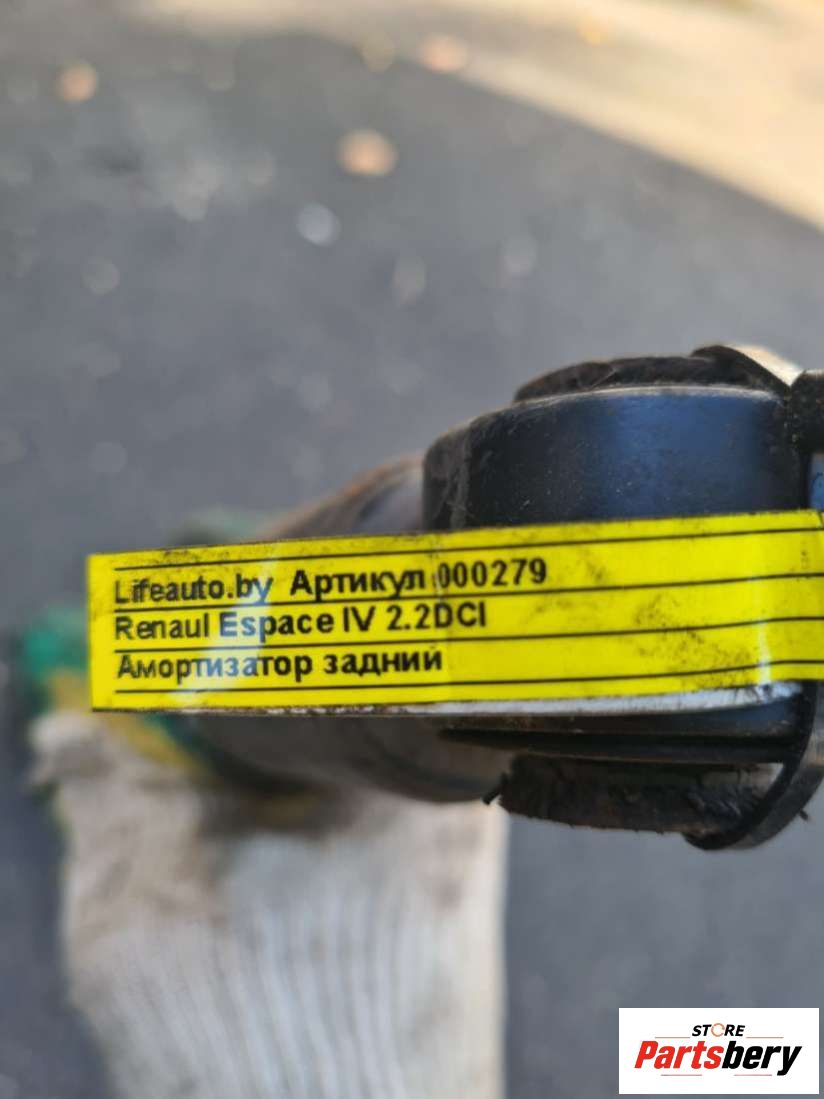 Lifeauto.by Артикул 000279
Renaul Espace IV 2.2DCI
Амортизатор задний
STORE
Partsbery